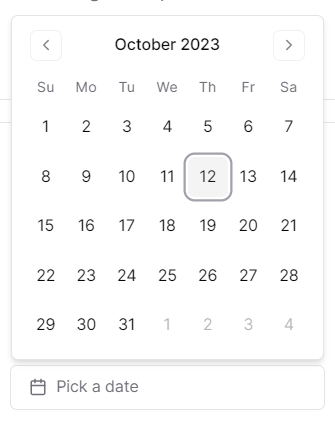 October 2023
Su Mo Tu We Th Fr Sa
1 2 3 4 5 6 7
8 9 10 11 12 13 14
15 16 17 18 19 20 21
22 23 24 25 26 27 28
29 30 31 1 2 3 4
Pick a date